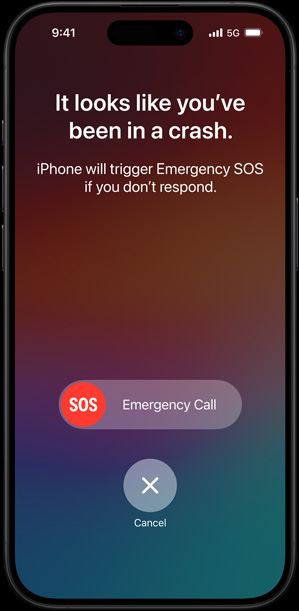 9:41 5G
It looks like you’ve
been in a crash.
iPhone will trigger Emergency SOS
if you don’t respond.
SOS Emergency Call
Cancel